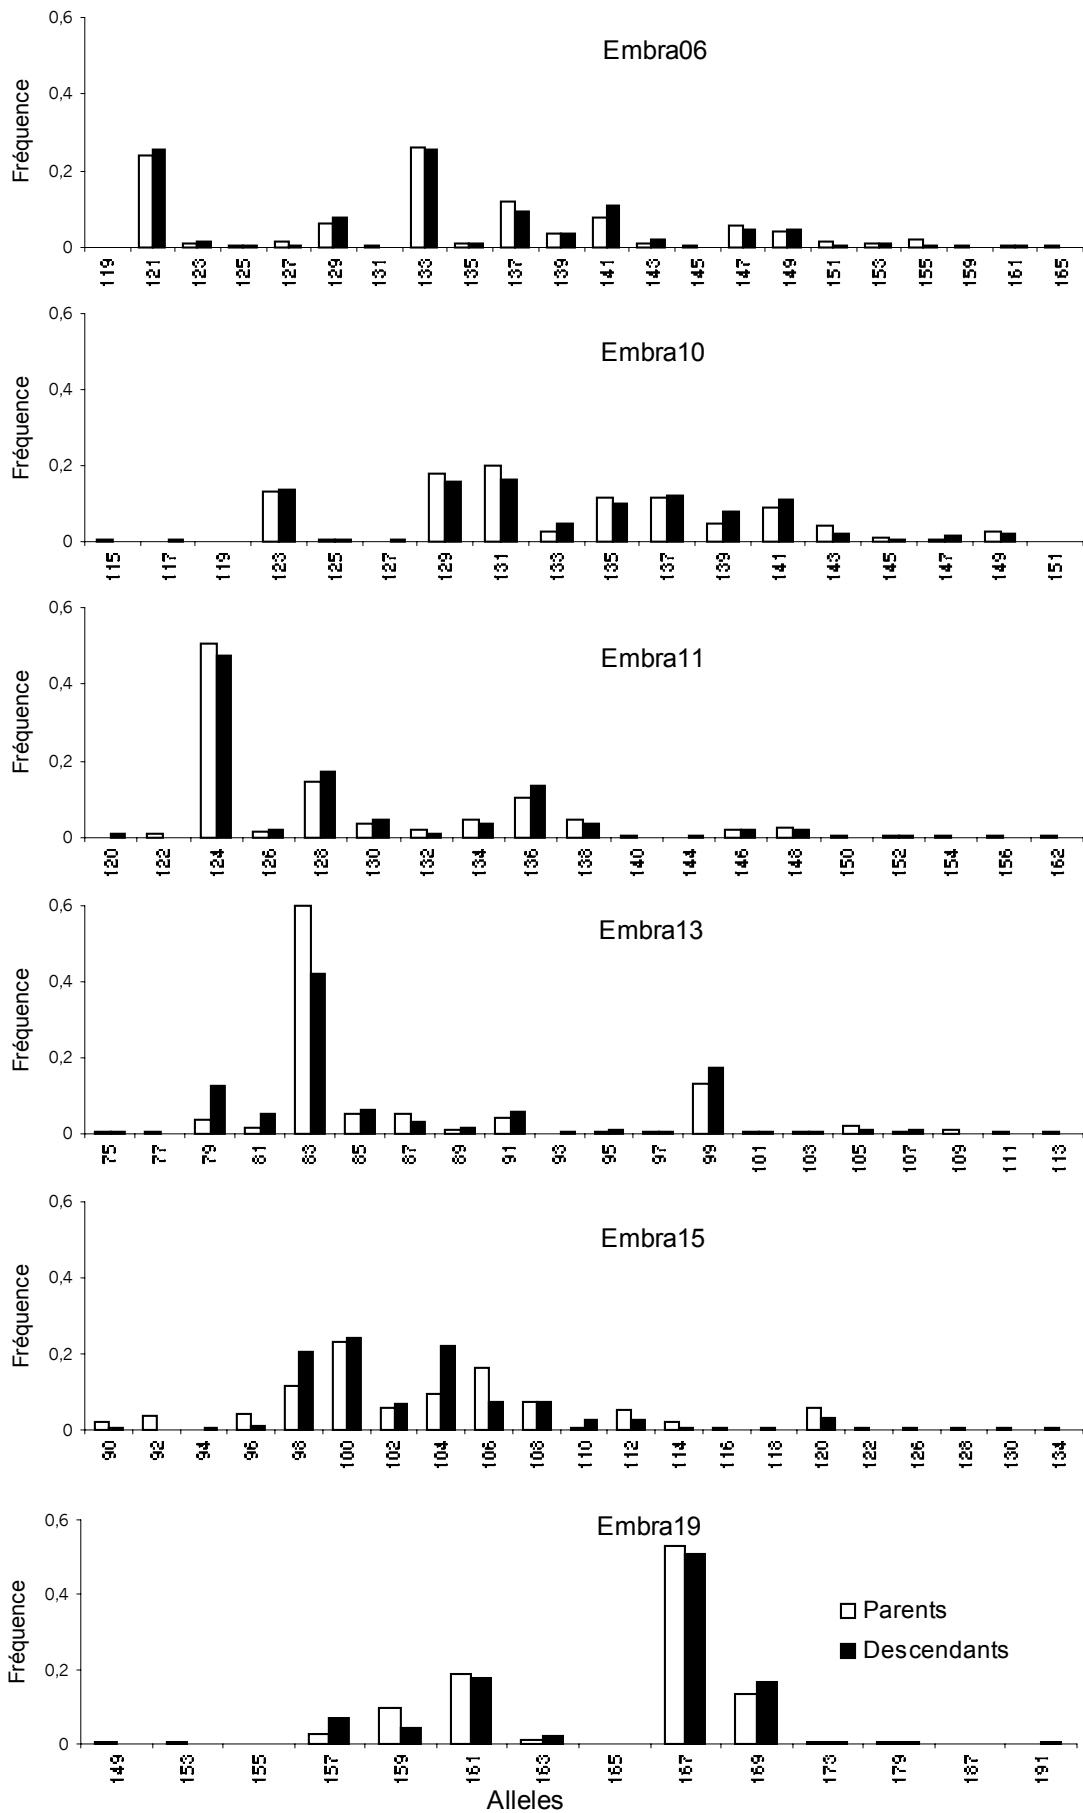 0,6
Embra06
Fréquence
0,4
0,2
0
119 121 123 125 127 129 131 133 135 137 139 141 143 145 147 149 151 153 155 159 161 165
0,6
Embra10
Fréquence
0,4
0,2
0
115 117 119 123 125 127 129 131 133 135 137 139 141 143 145 147 149 151
0,6
Embra11
Fréquence
0,4
0,2
0
120 122 124 126 128 130 132 134 136 138 140 144 146 148 150 152 154 156 162
0,6
Embra13
Fréquence
0,4
0,2
0
75 77 79 81 83 85 87 89 91 93 95 97 99 101 103 105 107 109 111 113
0,6
Embra15
Fréquence
0,4
0,2
0
90 92 94 96 98 100 102 104 106 108 110 112 114 116 118 120 122 126 128 130 134
0,6
Embra19
Fréquence
0,4
Parents
Descendants
0,2
0
149 153 155 157 159 161 163 165 167 169 173 179 187 191
Alleles